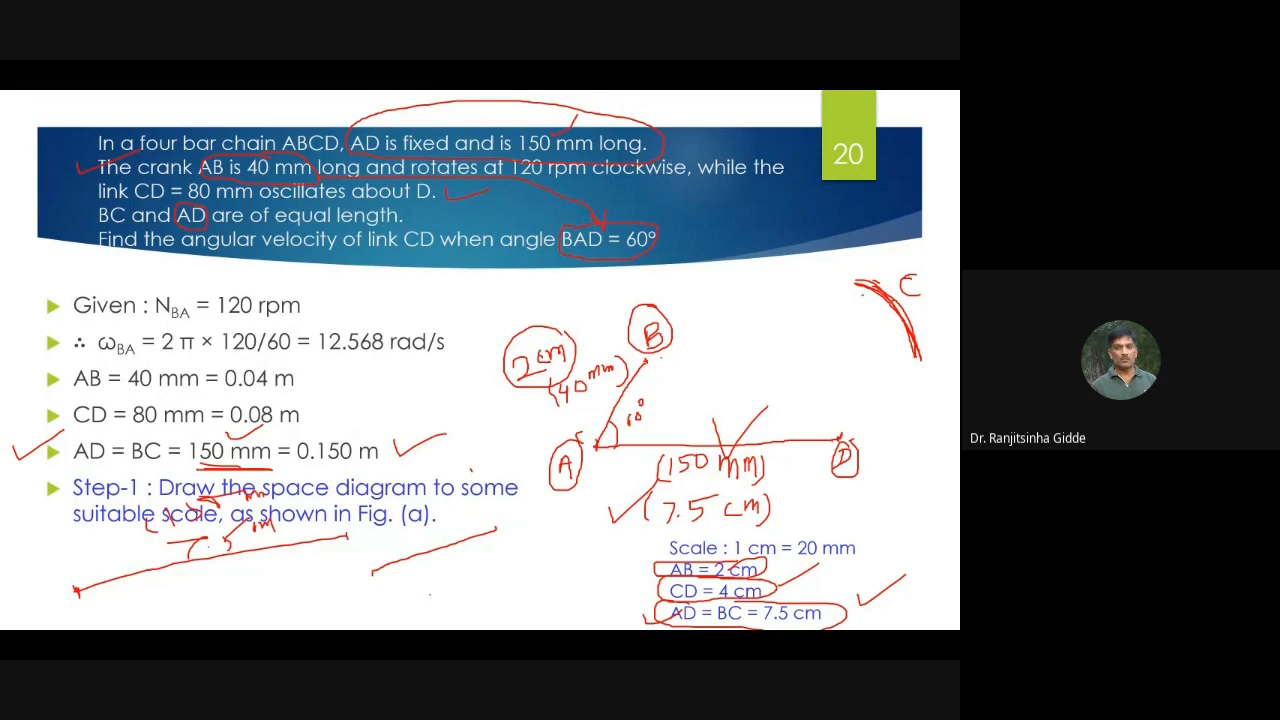 In a four bar chain ABCD, AD is fixed and is 150 mm long.
The crank AB is 40 mm long and rotates at 120 rpm clockwise, while the
link CD = 80 mm oscillates about D.
BC and AD are of equal length.
Find the angular velocity of link CD when angle BAD = 60°
20
Given : N_BA = 120 rpm
∴ ω_BA = 2 π × 120/60 = 12.568 rad/s
AB = 40 mm = 0.04 m
CD = 80 mm = 0.08 m
AD = BC = 150 mm = 0.150 m
Step-1 : Draw the space diagram to some
suitable scale, as shown in Fig. (a).
7.5 cm
C
B
2 cm
(40 mm)
60°
A
D
(150 mm)
(7.5 cm)
Scale : 1 cm = 20 mm
AB = 2 cm
CD = 4 cm
AD = BC = 7.5 cm
Dr. Ranjitsinha Gidde